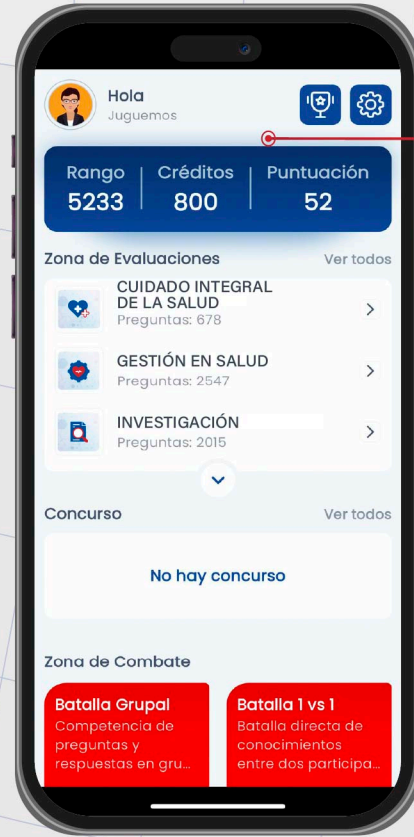 Hola
Juguemos
Rango Créditos Puntuación
5233 800 52
Zona de Evaluaciones Ver todos
CUIDADO INTEGRAL
DE LA SALUD
Preguntas: 678
GESTIÓN EN SALUD
Preguntas: 2547
INVESTIGACIÓN
Preguntas: 2015
Concurso Ver todos
No hay concurso
Zona de Combate
Batalla Grupal
Competencia de
preguntas y
respuestas en gru...
Batalla 1 vs 1
Batalla directa de
conocimientos
entre dos participa...